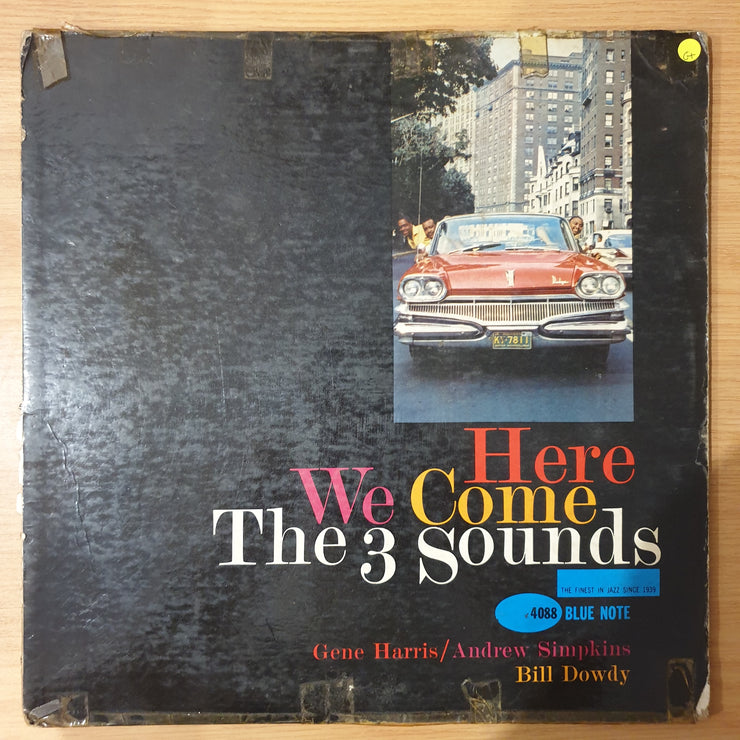 G+
KY-7811
Here
We Come
The 3 Sounds
THE FINEST IN JAZZ SINCE 1939
4088 BLUE NOTE
Gene Harris/Andrew Simpkins
Bill Dowdy